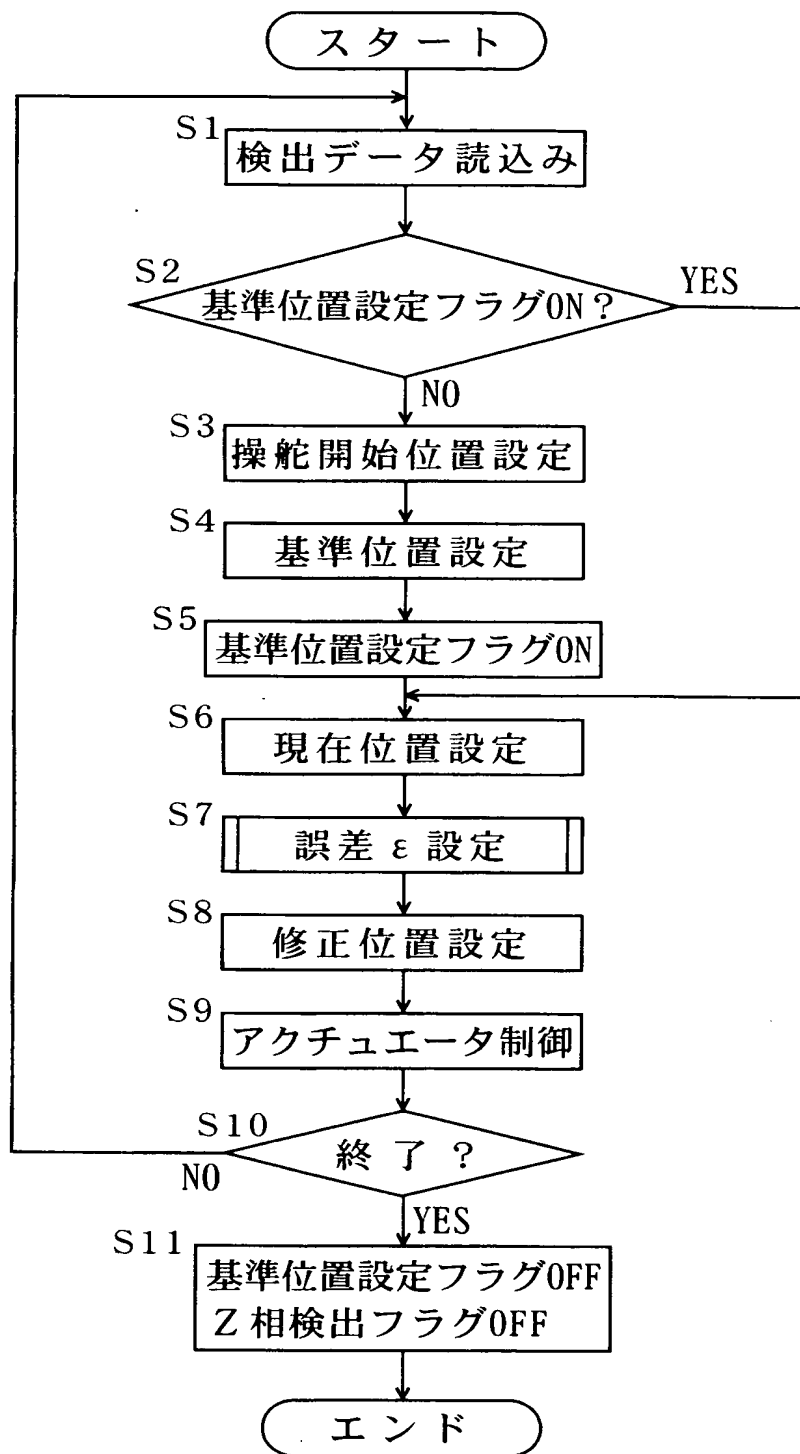 スタート
S1
検出データ読込み
S2
基準位置設定フラグON?
YES
NO
S3
操舵開始位置設定
S4
基準位置設定
S5
基準位置設定フラグON
S6
現在位置設定
S7
誤差ε設定
S8
修正位置設定
S9
アクチュエータ制御
S10
終了?
NO
YES
S11
基準位置設定フラグOFF
Z相検出フラグOFF
エンド